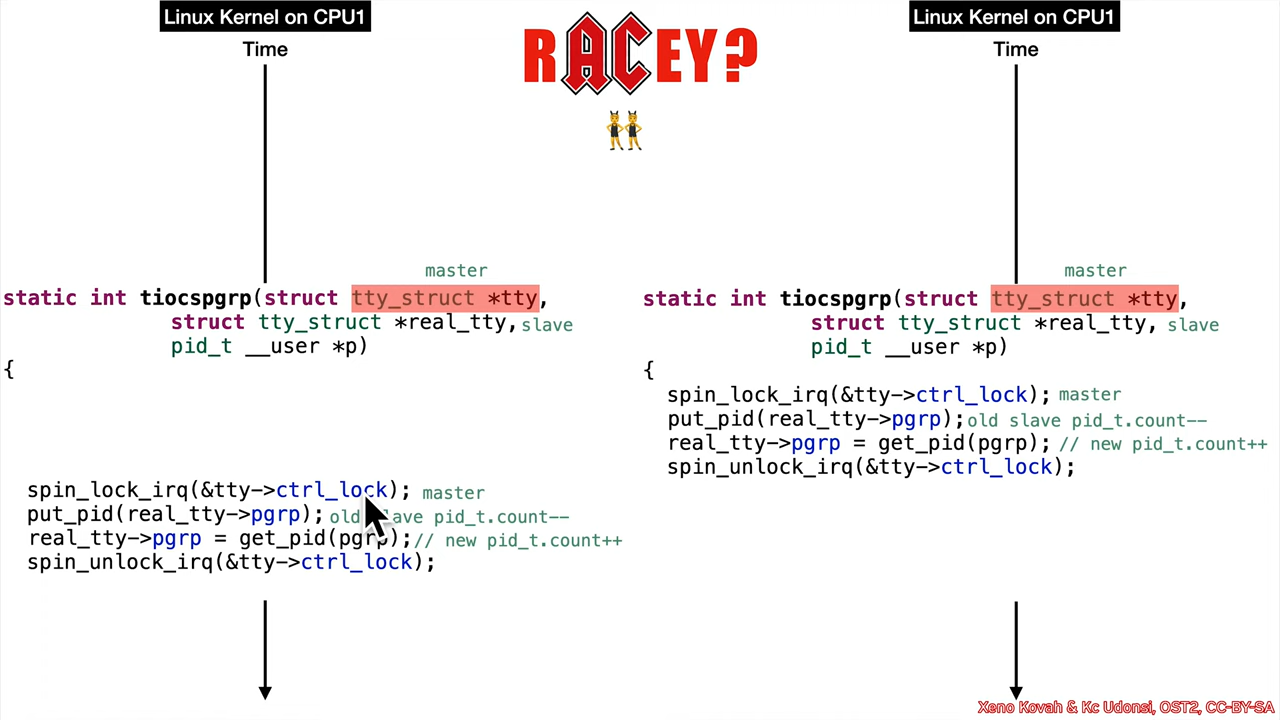 Linux Kernel on CPU1
Time
RACEY?
Linux Kernel on CPU1
Time
master
static int tiocspgrp(struct tty_struct *tty,
struct tty_struct *real_tty, slave
pid_t __user *p)
{
spin_lock_irq(&tty->ctrl_lock); master
put_pid(real_tty->pgrp); old slave pid_t.count--
real_tty->pgrp = get_pid(pgrp); // new pid_t.count++
spin_unlock_irq(&tty->ctrl_lock);
master
static int tiocspgrp(struct tty_struct *tty,
struct tty_struct *real_tty, slave
pid_t __user *p)
{
spin_lock_irq(&tty->ctrl_lock); master
put_pid(real_tty->pgrp); old slave pid_t.count--
real_tty->pgrp = get_pid(pgrp); // new pid_t.count++
spin_unlock_irq(&tty->ctrl_lock);
Xeno Kovah & Kc Udonsi, OST2, CC-BY-SA